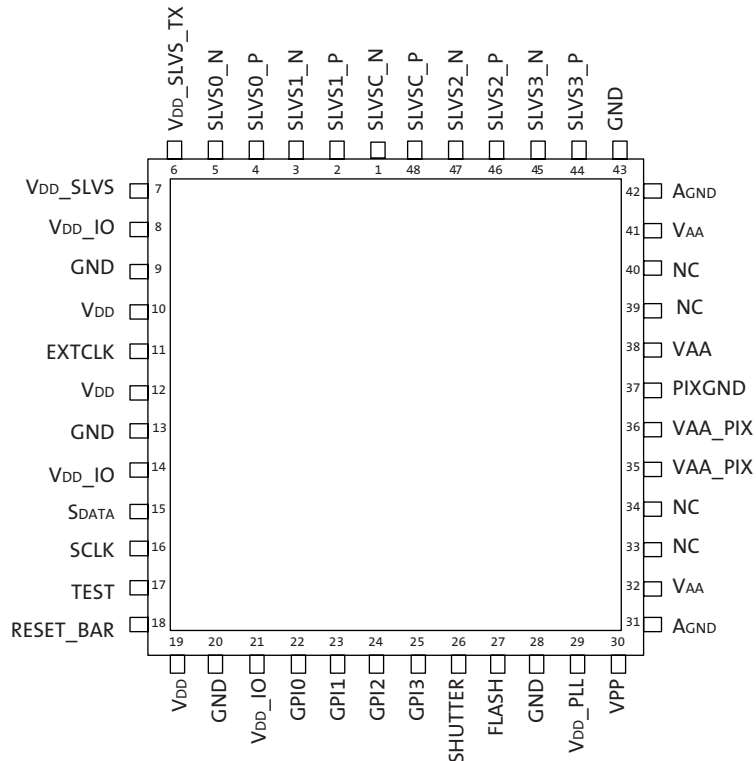 VDD_SLVS_TX
SLVS0_N
SLVS0_P
SLVS1_N
SLVS1_P
SLVSC_N
SLVSC_P
SLVS2_N
SLVS2_P
SLVS3_N
SLVS3_P
GND
6 5 4 3 2 1 48 47 46 45 44 43
VDD_SLVS 7
VDD_IO 8
GND 9
VDD 10
EXTCLK 11
VDD 12
GND 13
VDD_IO 14
SDATA 15
SCLK 16
TEST 17
RESET_BAR 18
42 AGND
41 VAA
40 NC
39 NC
38 VAA
37 PIXGND
36 VAA_PIX
35 VAA_PIX
34 NC
33 NC
32 VAA
31 AGND
19 20 21 22 23 24 25 26 27 28 29 30
VDD
GND
VDD_IO
GPI0
GPI1
GPI2
GPI3
SHUTTER
FLASH
GND
VDD_PLL
VPP